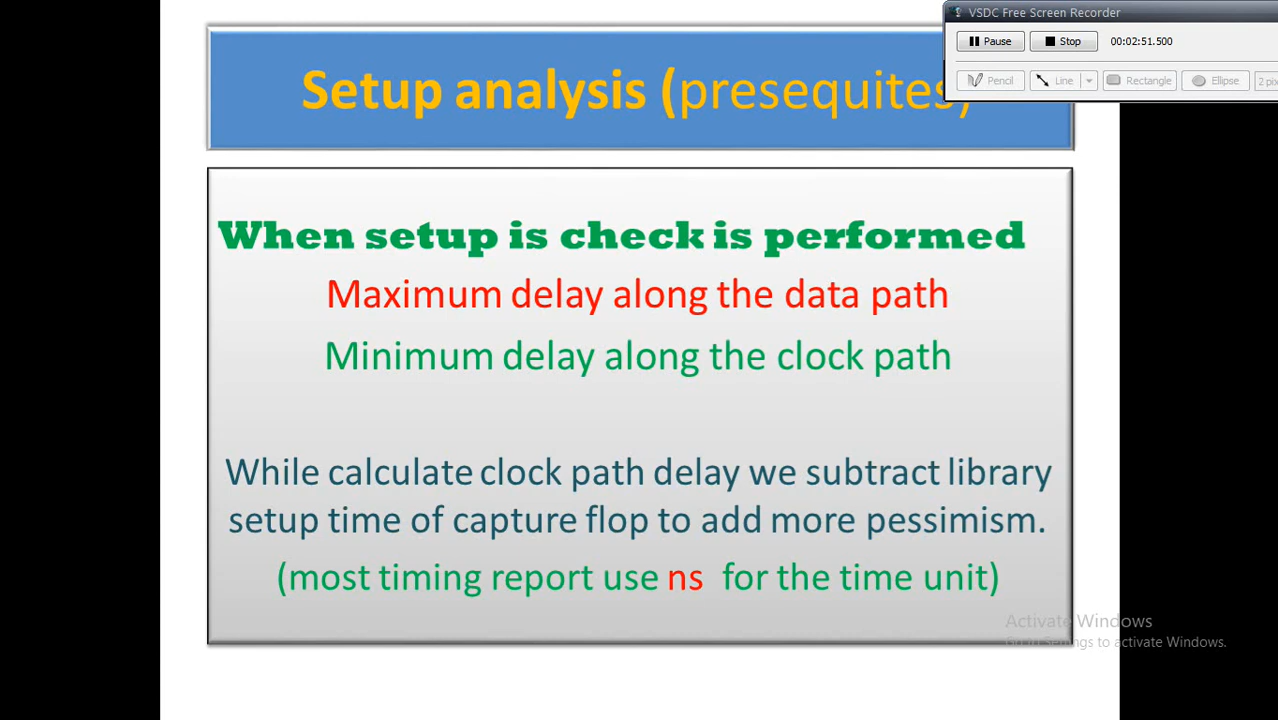 VSDC Free Screen Recorder
Pause Stop 00:02:51.500
Pencil Line Rectangle Ellipse 2 pix
Setup analysis (presequites)
When setup is check is performed
Maximum delay along the data path
Minimum delay along the clock path
While calculate clock path delay we subtract library
setup time of capture flop to add more pessimism.
(most timing report use ns for the time unit)
Activate Windows
Go to Settings to activate Windows.